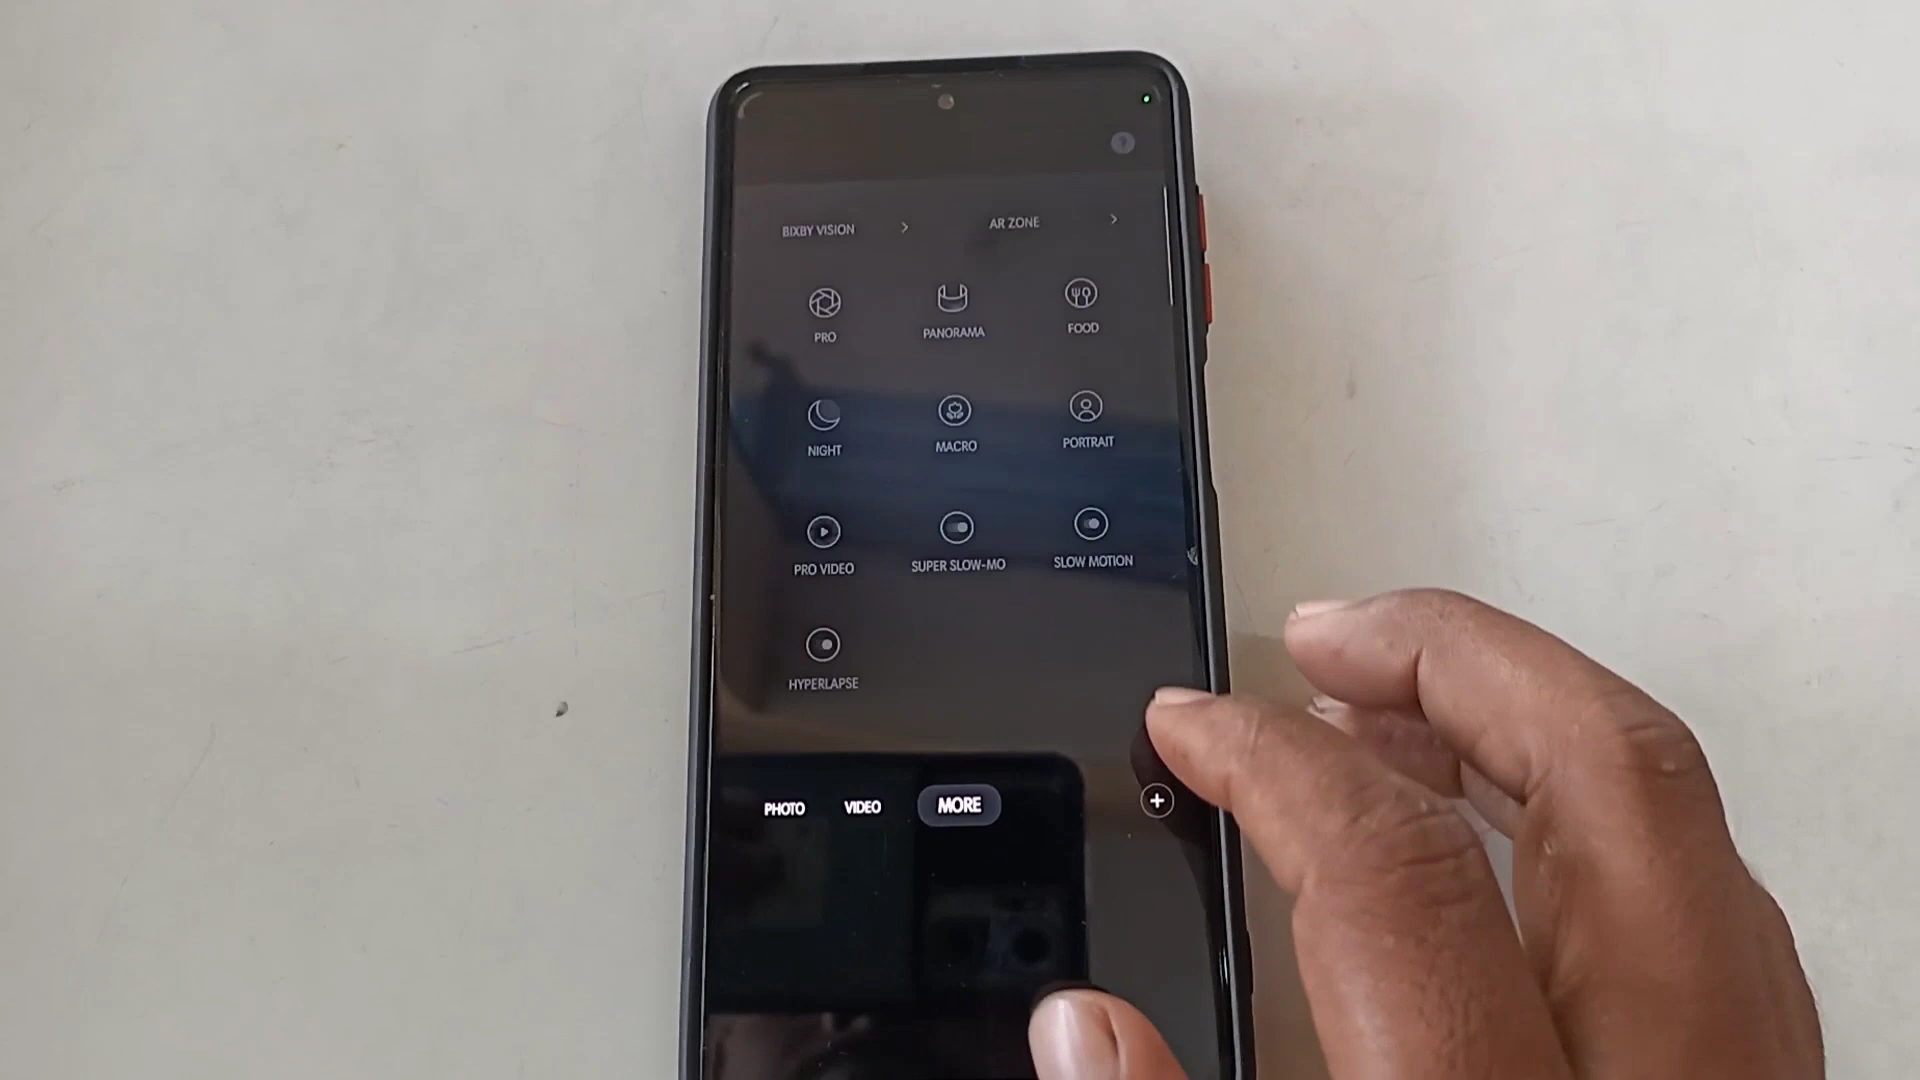 BIXBY VISION > AR ZONE >
PRO PANORAMA FOOD
NIGHT MACRO PORTRAIT
PRO VIDEO SUPER SLOW-MO SLOW MOTION
HYPERLAPSE
PHOTO VIDEO MORE +